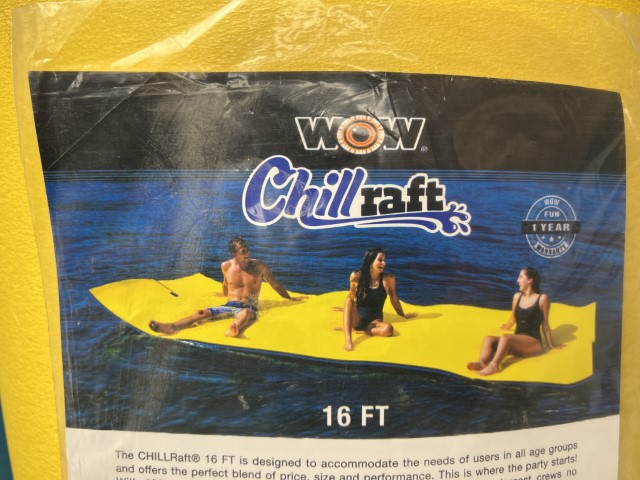 WOW
Chillraft
WOW
FUN
1 YEAR
16 FT
The CHILLRaft® 16 FT is designed to accommodate the needs of users in all age groups
and offers the perfect blend of price, size and performance. This is where the party starts!
crews no